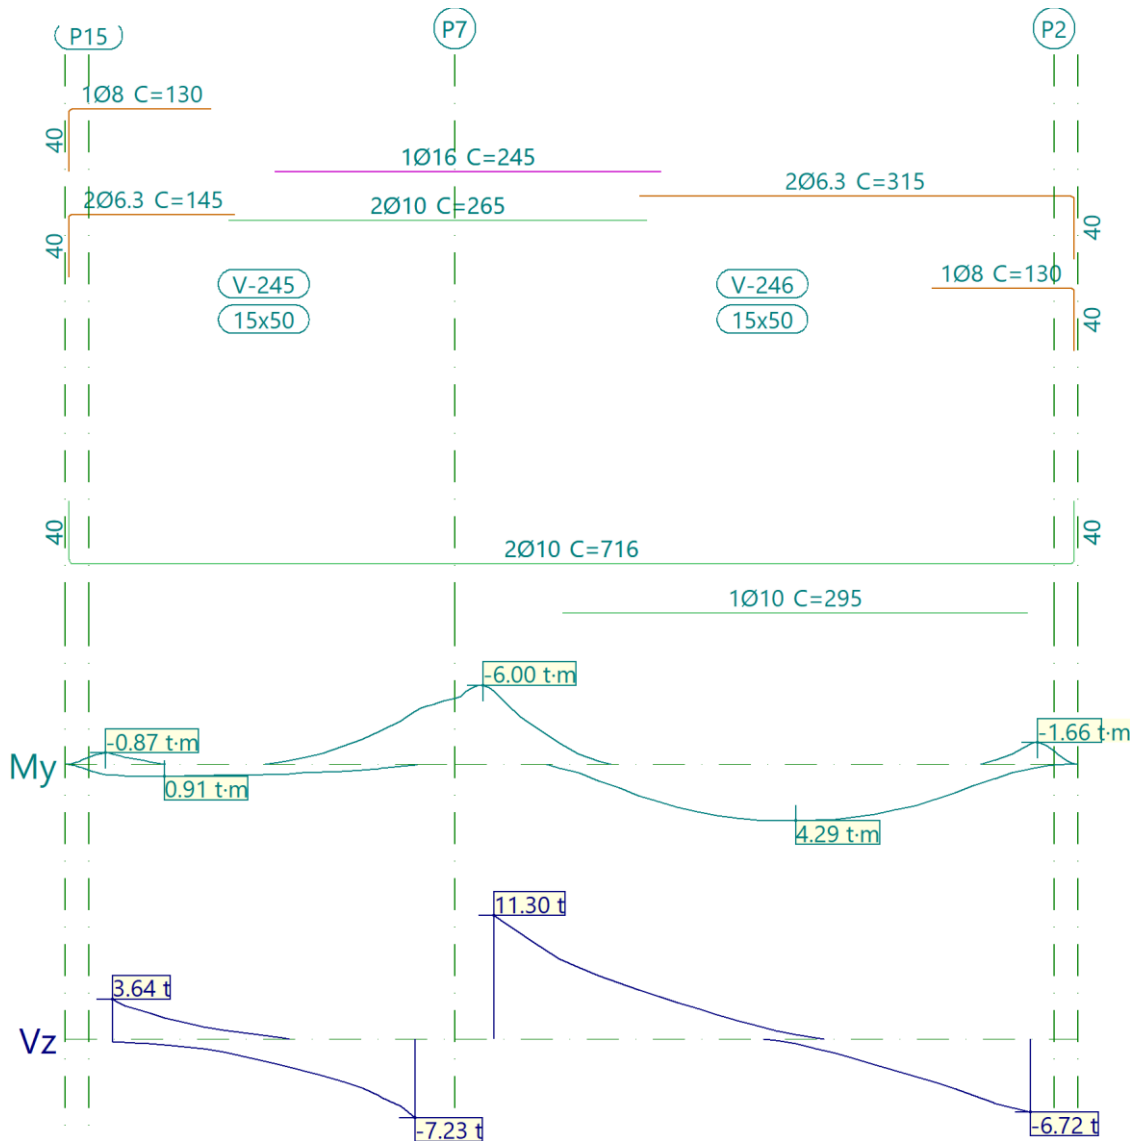 P15
P7
P2
1Ø8 C=130
40
1Ø16 C=245
2Ø6.3 C=315
2Ø6.3 C=145
2Ø10 C=265
40
40
V-245
V-246
1Ø8 C=130
15x50
15x50
40
40
40
2Ø10 C=716
1Ø10 C=295
-6.00 t·m
-0.87 t·m
-1.66 t·m
My
0.91 t·m
4.29 t·m
11.30 t
3.64 t
Vz
-7.23 t
-6.72 t